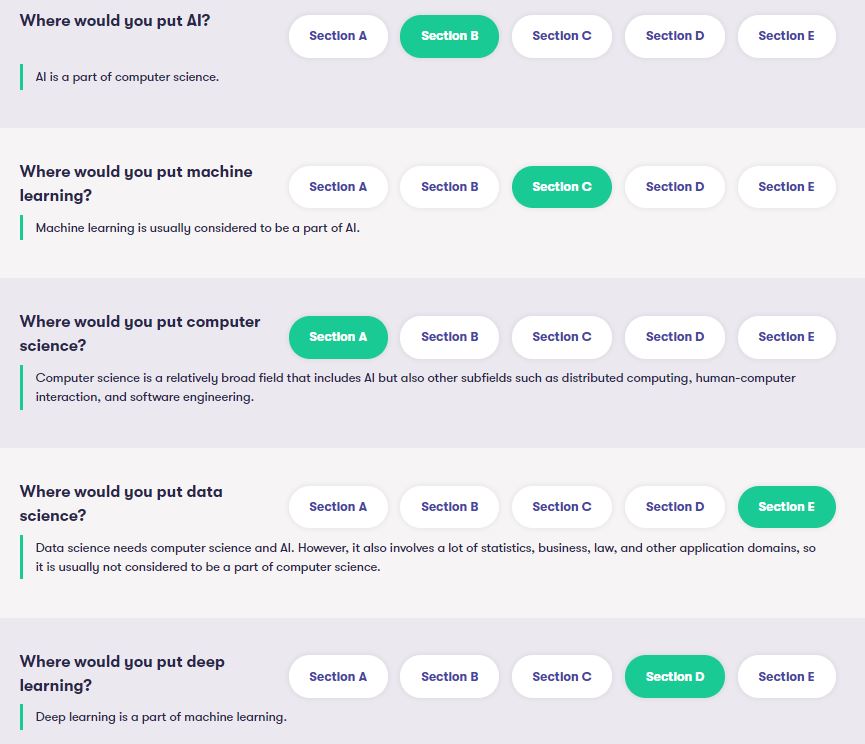 Where would you put AI?
Section A Section B Section C Section D Section E
AI is a part of computer science.
Where would you put machine
learning?
Section A Section B Section C Section D Section E
Machine learning is usually considered to be a part of AI.
Where would you put computer
science?
Section A Section B Section C Section D Section E
Computer science is a relatively broad field that includes AI but also other subfields such as distributed computing, human-computer
interaction, and software engineering.
Where would you put data
science?
Section A Section B Section C Section D Section E
Data science needs computer science and AI. However, it also involves a lot of statistics, business, law, and other application domains, so
it is usually not considered to be a part of computer science.
Where would you put deep
learning?
Section A Section B Section C Section D Section E
Deep learning is a part of machine learning.